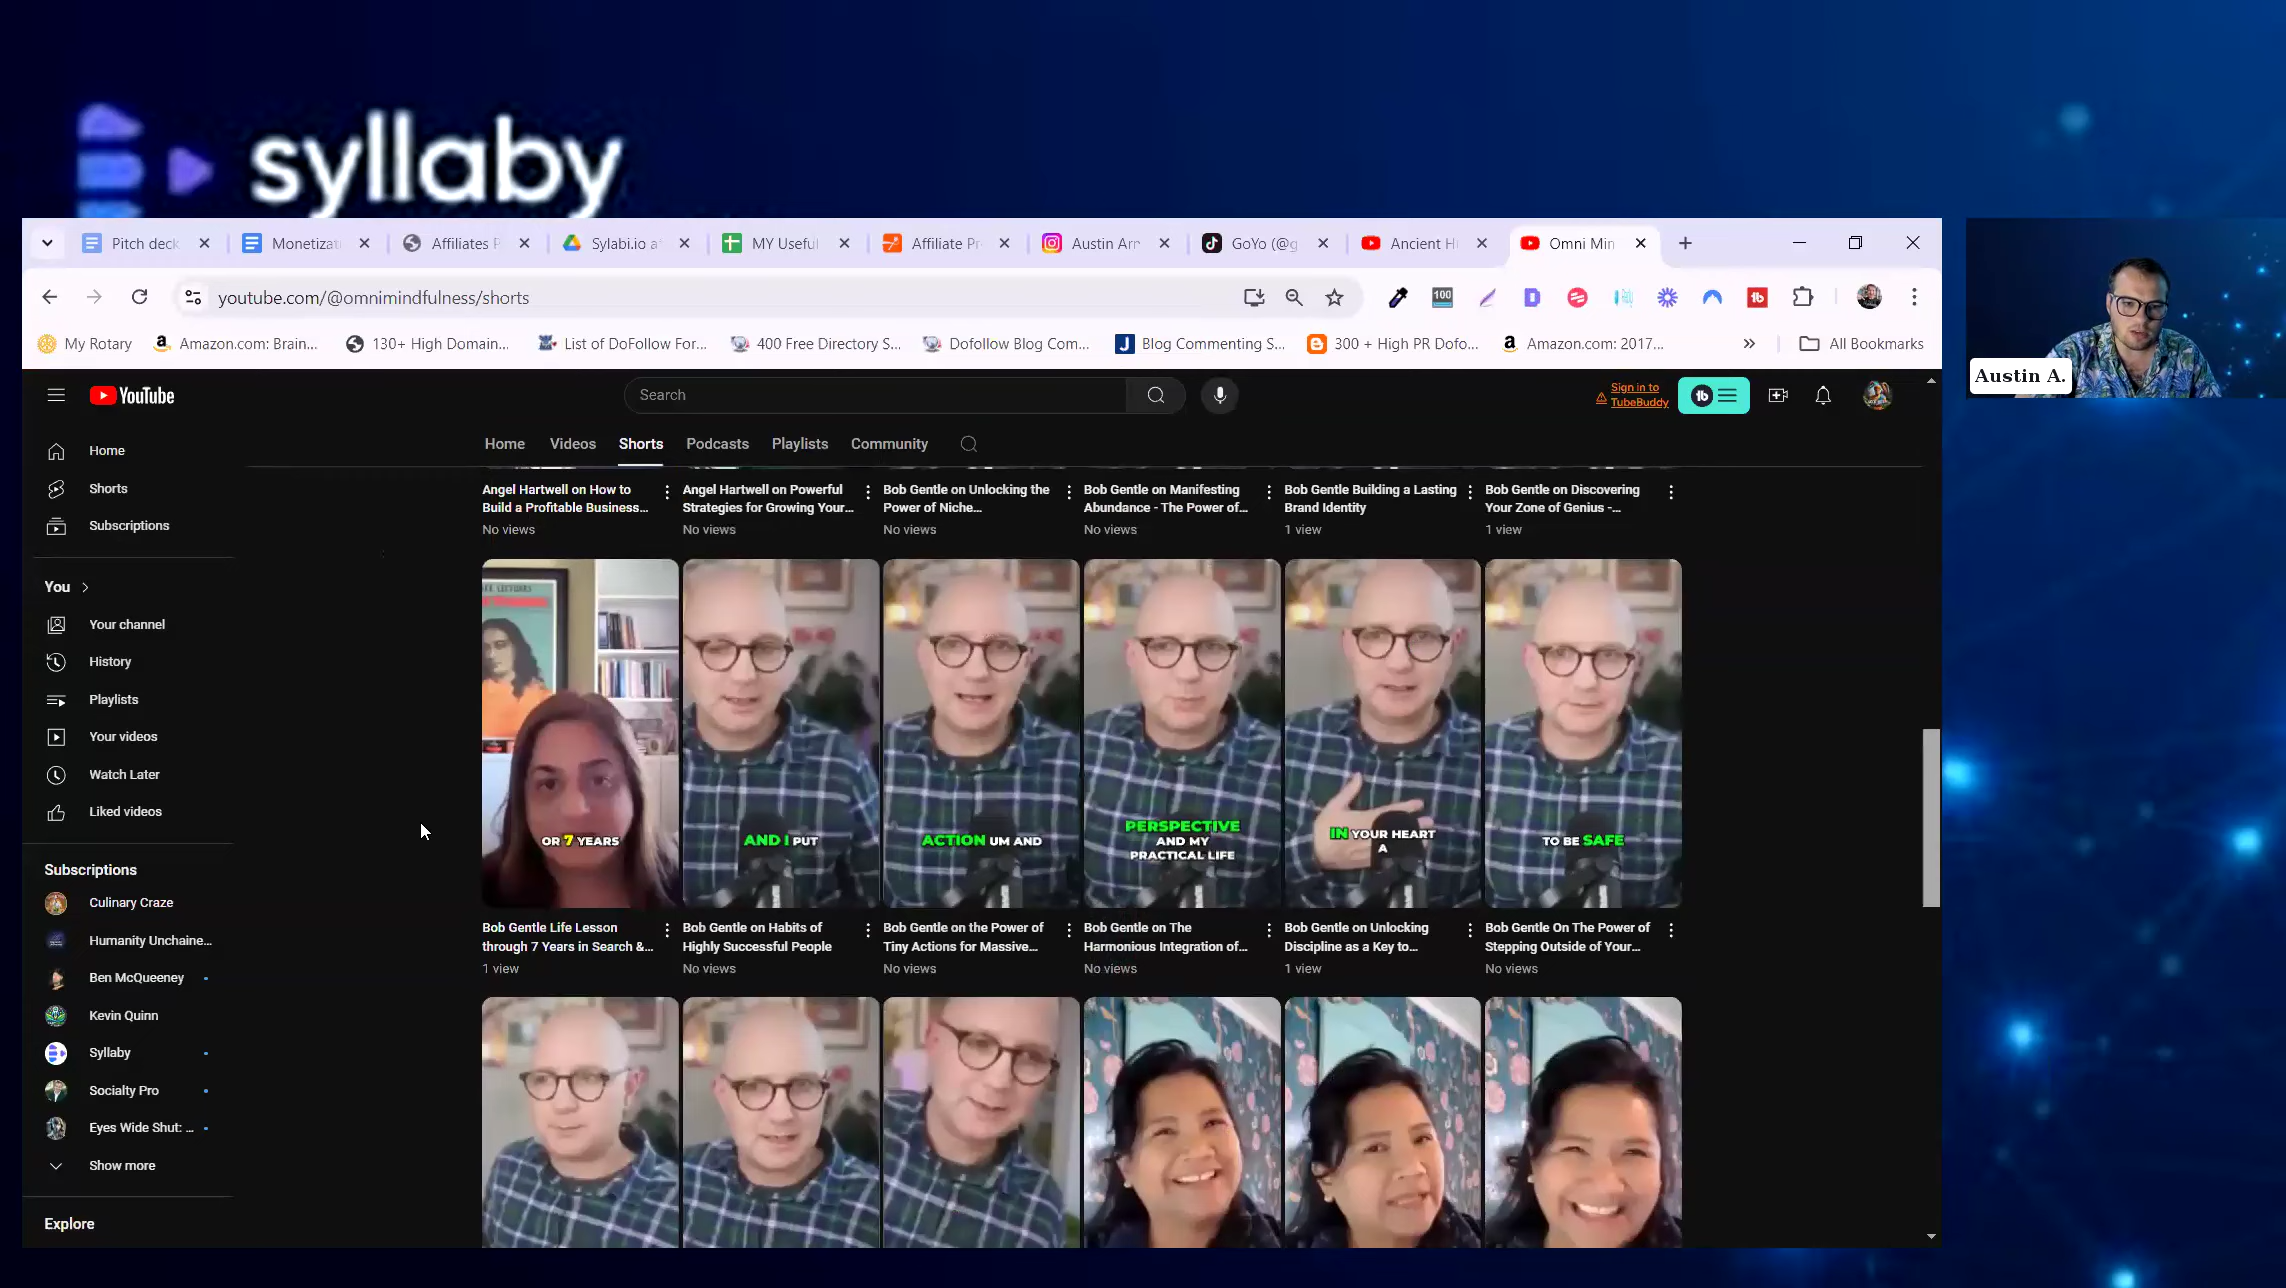 syllaby
Pitch deck
Monetizat
Affiliates P
Sylabi.io a
MY Useful
Affiliate Pr
Austin Arn
GoYo (@g
Ancient H
Omni Min
youtube.com/@omnimindfulness/shorts
100
My Rotary
Amazon.com: Brain...
130+ High Domain...
List of DoFollow For...
400 Free Directory S...
Dofollow Blog Com...
Blog Commenting S...
300 + High PR Dofo...
Amazon.com: 2017...
All Bookmarks
Austin A.
YouTube
Search
Sign in to
TubeBuddy
Home
Videos
Shorts
Podcasts
Playlists
Community
Home
Shorts
Subscriptions
You
Your channel
History
Playlists
Your videos
Watch Later
Liked videos
Subscriptions
Culinary Craze
Humanity Unchaine...
Ben McQueeney
Kevin Quinn
Syllaby
Socialty Pro
Eyes Wide Shut: ...
Show more
Explore
Angel Hartwell on How to
Build a Profitable Business...
No views
Angel Hartwell on Powerful
Strategies for Growing Your...
No views
Bob Gentle on Unlocking the
Power of Niche...
No views
Bob Gentle on Manifesting
Abundance - The Power of...
No views
Bob Gentle Building a Lasting
Brand Identity
1 view
Bob Gentle on Discovering
Your Zone of Genius -...
1 view
OR 7 YEARS
AND I PUT
ACTION UM AND
PERSPECTIVE
AND MY
PRACTICAL LIFE
IN YOUR HEART
A
TO BE SAFE
Bob Gentle Life Lesson
through 7 Years in Search &...
1 view
Bob Gentle on Habits of
Highly Successful People
No views
Bob Gentle on the Power of
Tiny Actions for Massive...
No views
Bob Gentle on The
Harmonious Integration of...
No views
Bob Gentle on Unlocking
Discipline as a Key to...
1 view
Bob Gentle On The Power of
Stepping Outside of Your...
No views